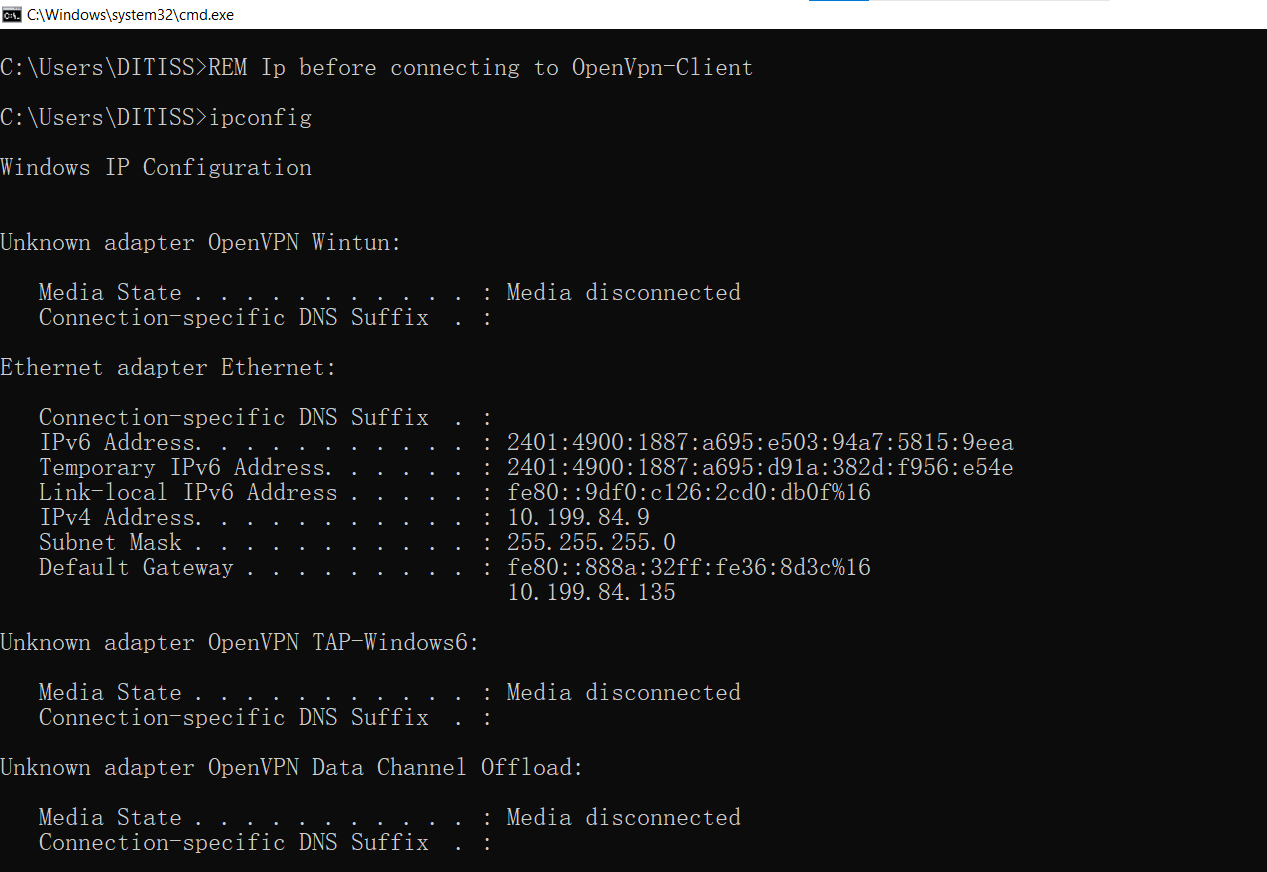 C:\Windows\system32\cmd.exe
C:\Users\DITISS>REM Ip before connecting to OpenVpn-Client
C:\Users\DITISS>ipconfig
Windows IP Configuration
Unknown adapter OpenVPN Wintun:
   Media State . . . . . . . . . . . : Media disconnected
   Connection-specific DNS Suffix  . :
Ethernet adapter Ethernet:
   Connection-specific DNS Suffix  . :
   IPv6 Address. . . . . . . . . . . : 2401:4900:1887:a695:e503:94a7:5815:9eea
   Temporary IPv6 Address. . . . . . : 2401:4900:1887:a695:d91a:382d:f956:e54e
   Link-local IPv6 Address . . . . . : fe80::9df0:c126:2cd0:db0f%16
   IPv4 Address. . . . . . . . . . . : 10.199.84.9
   Subnet Mask . . . . . . . . . . . : 255.255.255.0
   Default Gateway . . . . . . . . . : fe80::888a:32ff:fe36:8d3c%16
                                       10.199.84.135
Unknown adapter OpenVPN TAP-Windows6:
   Media State . . . . . . . . . . . : Media disconnected
   Connection-specific DNS Suffix  . :
Unknown adapter OpenVPN Data Channel Offload:
   Media State . . . . . . . . . . . : Media disconnected
   Connection-specific DNS Suffix  . :